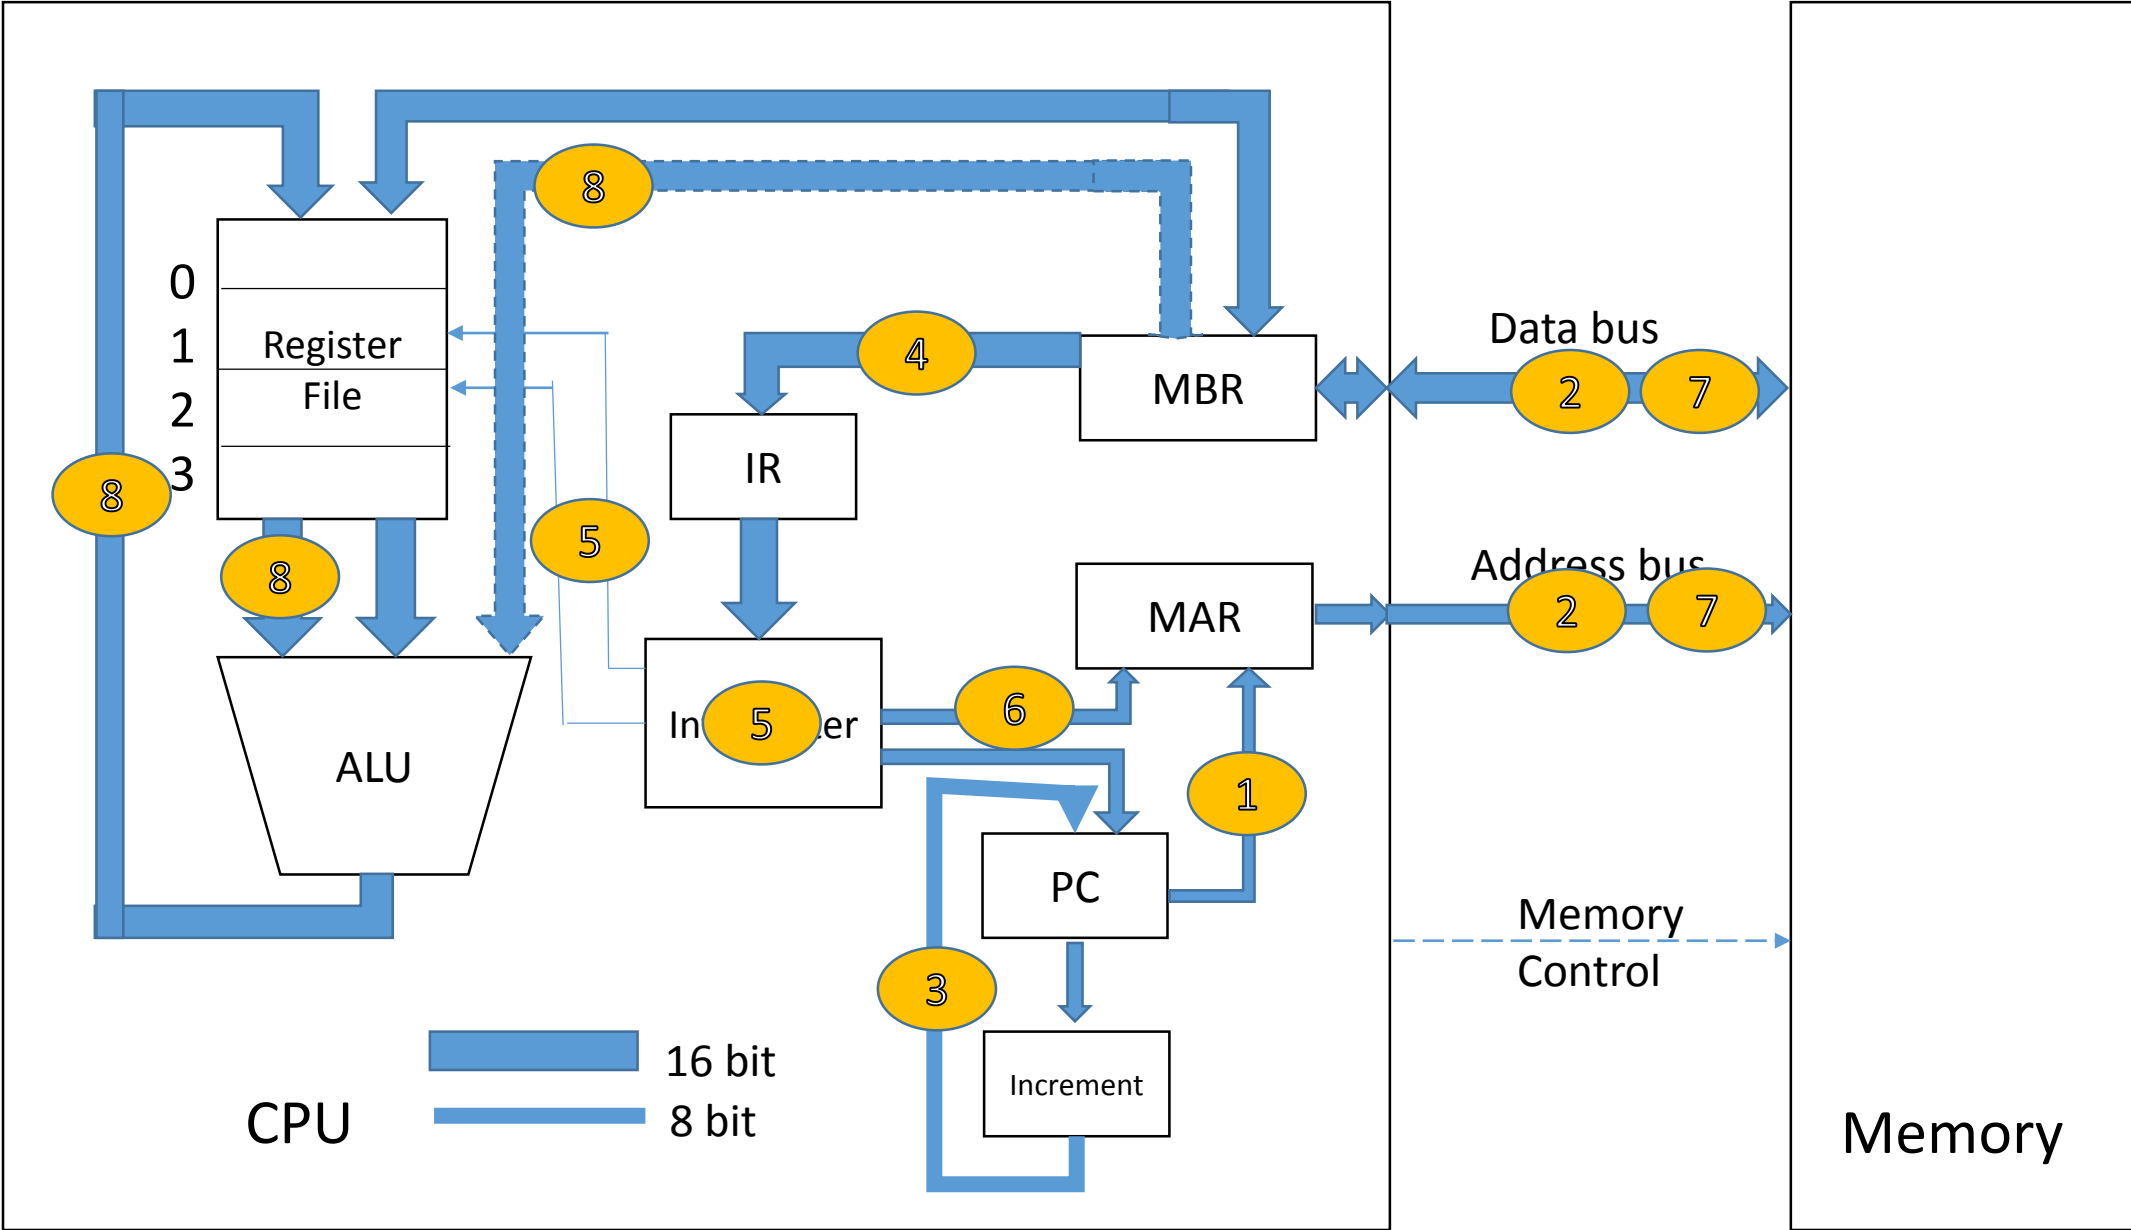 8
0
1
2
3
Register
File
4
MBR
Data bus
2
7
IR
8
8
5
MAR
Address bus
2
7
5
6
ALU
1
PC
3
Increment
Memory
Control
16 bit
8 bit
CPU
Memory